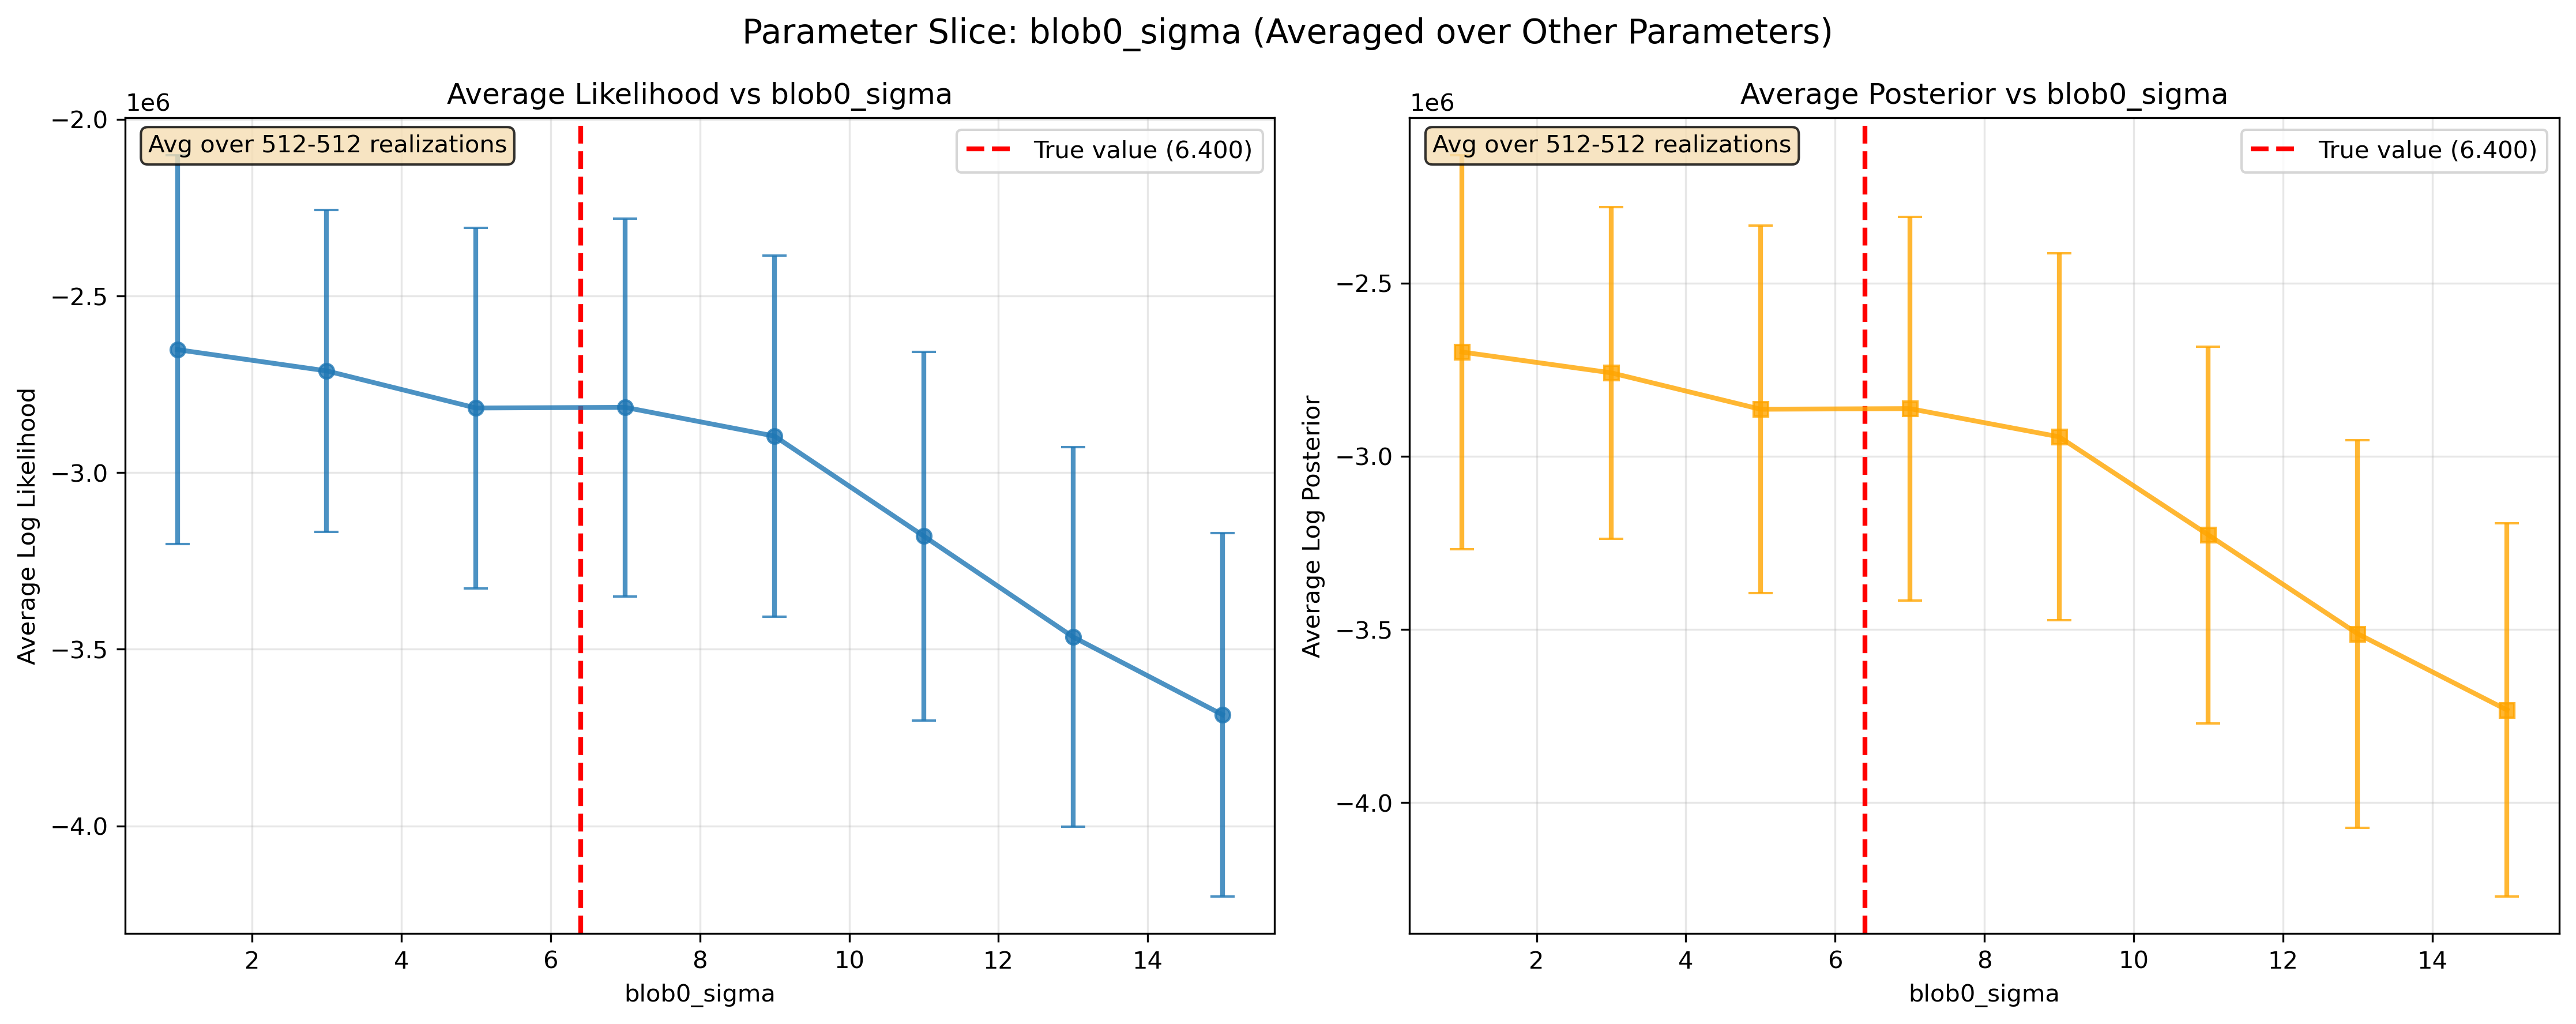 Parameter Slice: blob0_sigma (Averaged over Other Parameters)
Average Likelihood vs blob0_sigma
1e6
Avg over 512-512 realizations
True value (6.400)
−2.0
−2.5
−3.0
−3.5
−4.0
Average Log Likelihood
2 4 6 8 10 12 14
blob0_sigma
Average Posterior vs blob0_sigma
1e6
Avg over 512-512 realizations
True value (6.400)
−2.5
−3.0
−3.5
−4.0
Average Log Posterior
2 4 6 8 10 12 14
blob0_sigma